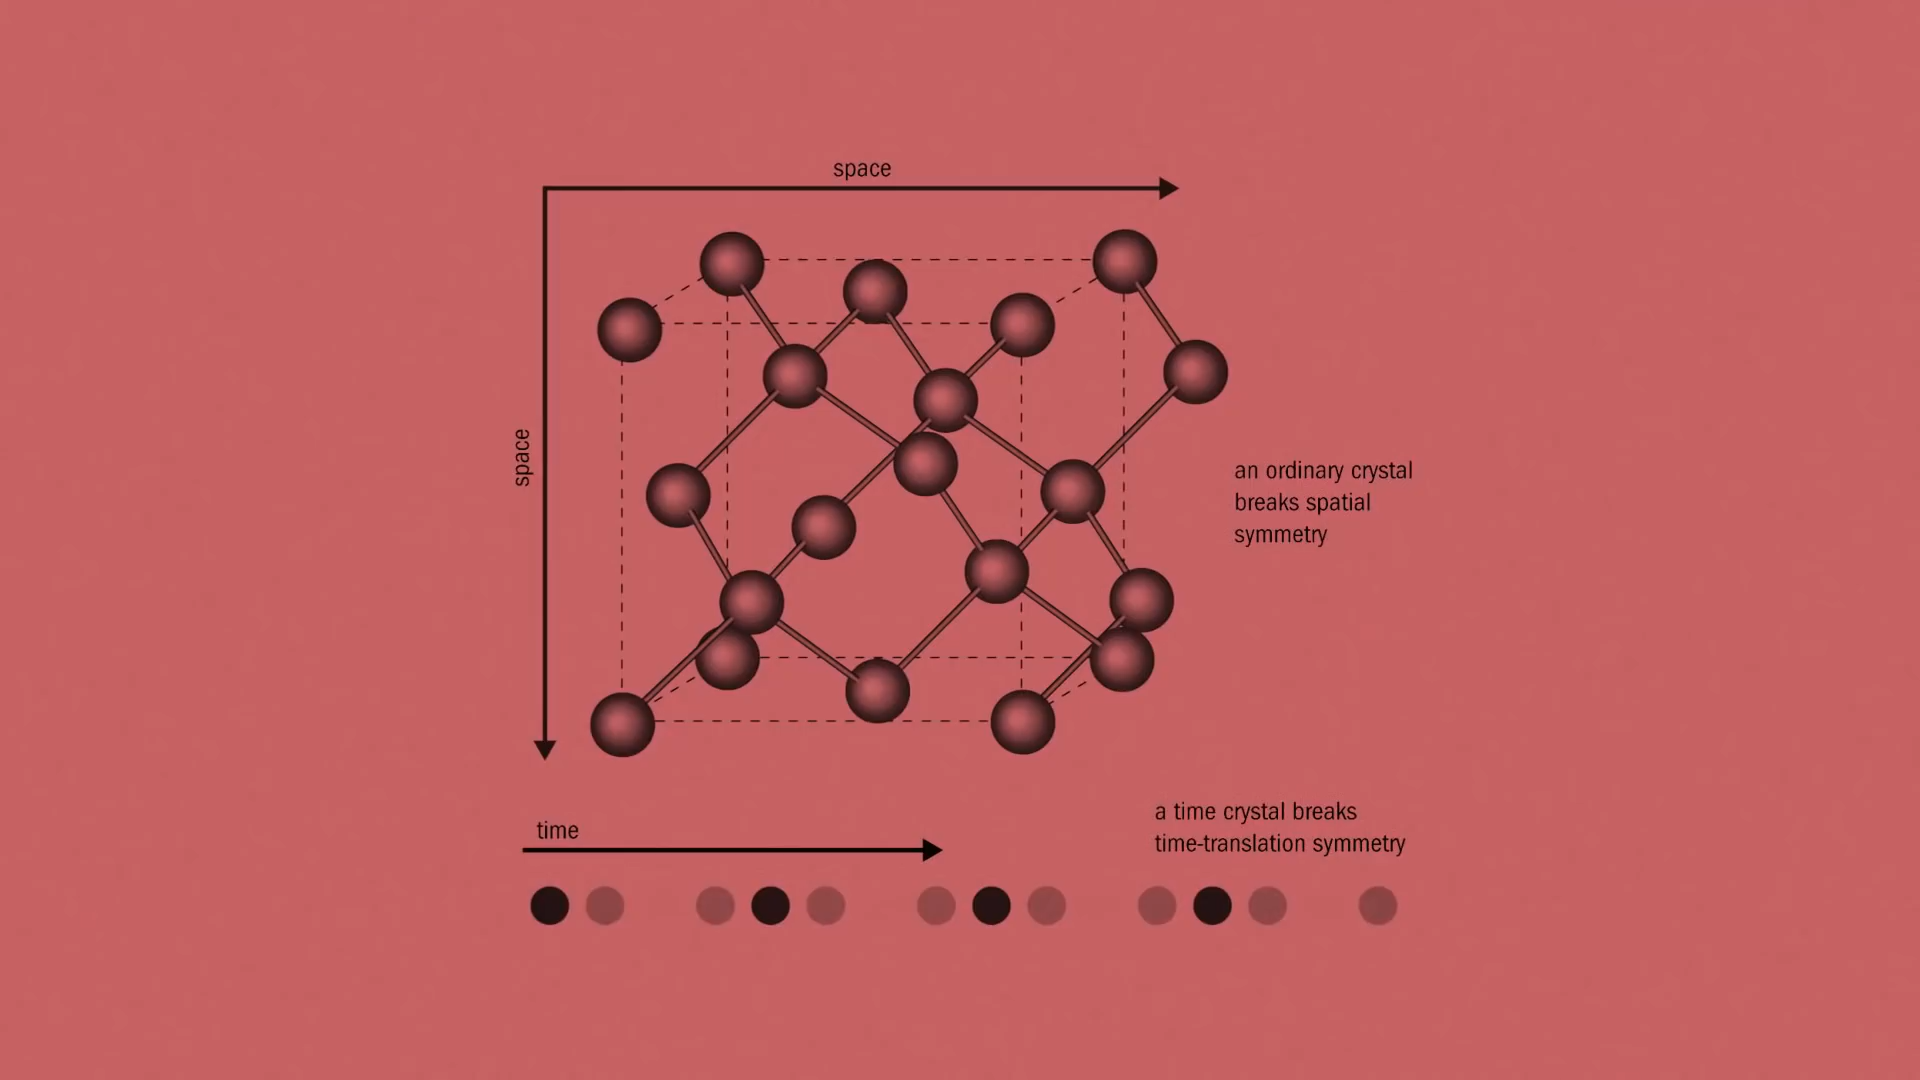 space
space
an ordinary crystal
breaks spatial
symmetry
time
a time crystal breaks
time-translation symmetry